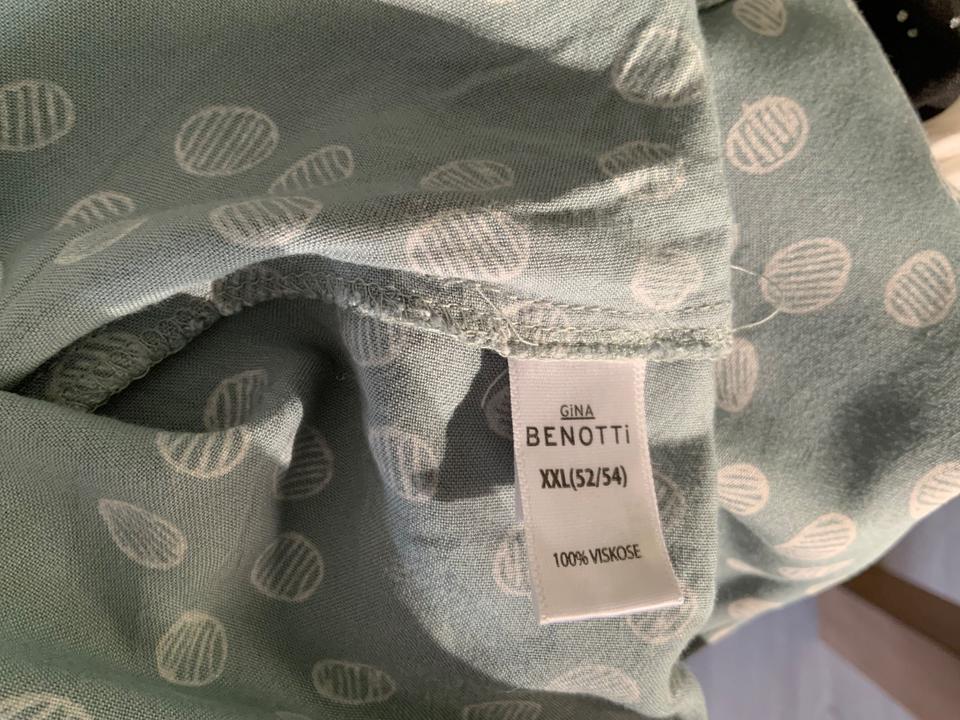 GiNA
BENOTTi
XXL(52/54)
100% VISKOSE